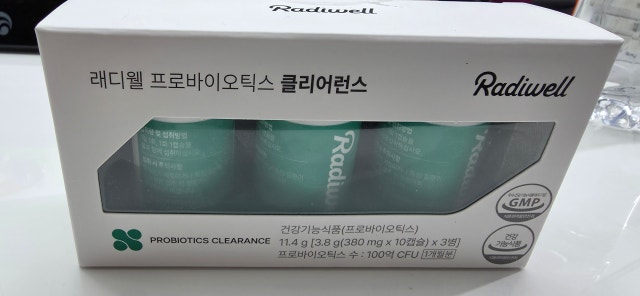 Radiwell
래디웰 프로바이오틱스 클리어런스
Radiwell
Radiwell
Radiwell
GMP
건강
기능식품
PROBIOTICS CLEARANCE
건강기능식품(프로바이오틱스)
11.4 g [3.8 g(380 mg x 10캡슐) x 3병]
프로바이오틱스 수 : 100억 CFU 1개월분